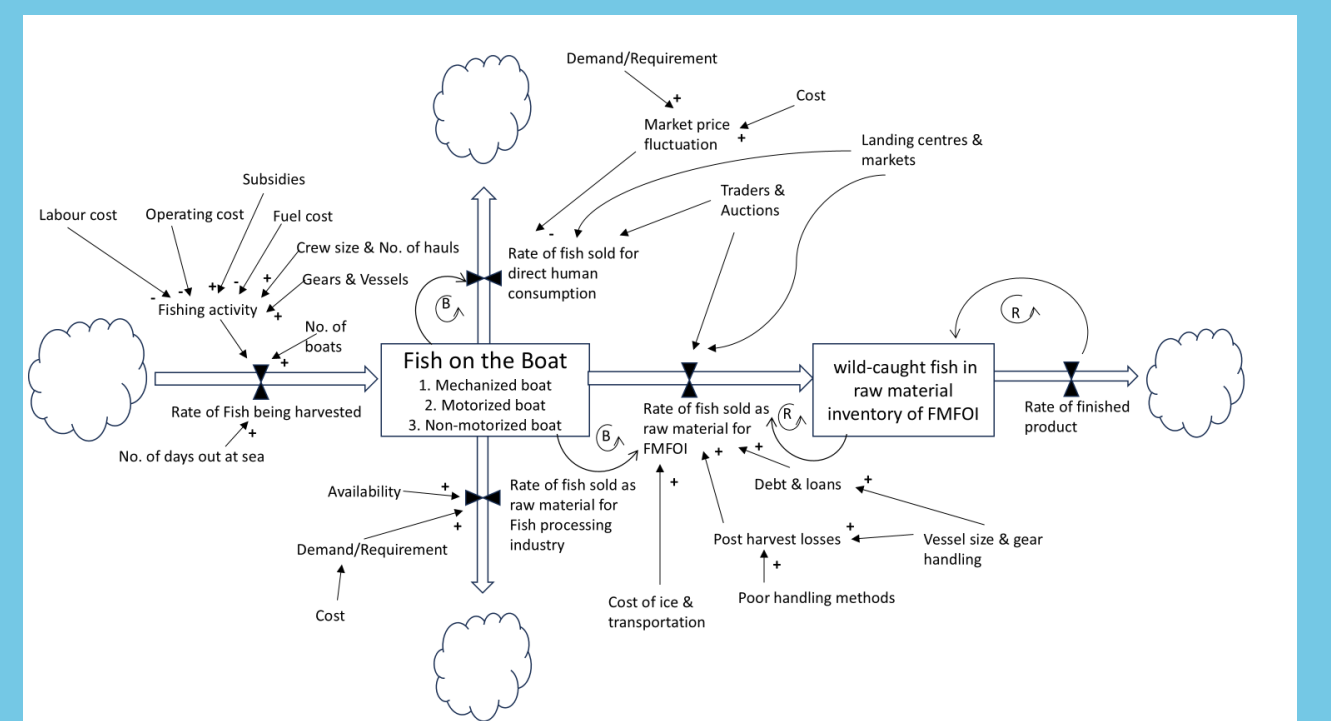 Demand/Requirement
+
Cost
Market price
fluctuation
+
Landing centres &
markets
Subsidies
Traders &
Auctions
Labour cost
Operating cost
Fuel cost
-
Crew size & No. of hauls
Rate of fish sold for
direct human
consumption
-
-
+
-
+
Gears & Vessels
Fishing activity
+
B
R
No. of
boats
+
Fish on the Boat
1. Mechanized boat
2. Motorized boat
3. Non-motorized boat
wild-caught fish in
raw material
inventory of FMFOI
Rate of Fish being harvested
+
No. of days out at sea
Rate of fish sold as
raw material for
FMFOI
R
B
+
+
+
Rate of finished
product
Availability
+
Demand/Requirement
+
Cost
Rate of fish sold as
raw material for
Fish processing
industry
Debt & loans
+
Post harvest losses
+
Vessel size & gear
handling
+
Poor handling methods
Cost of ice &
transportation